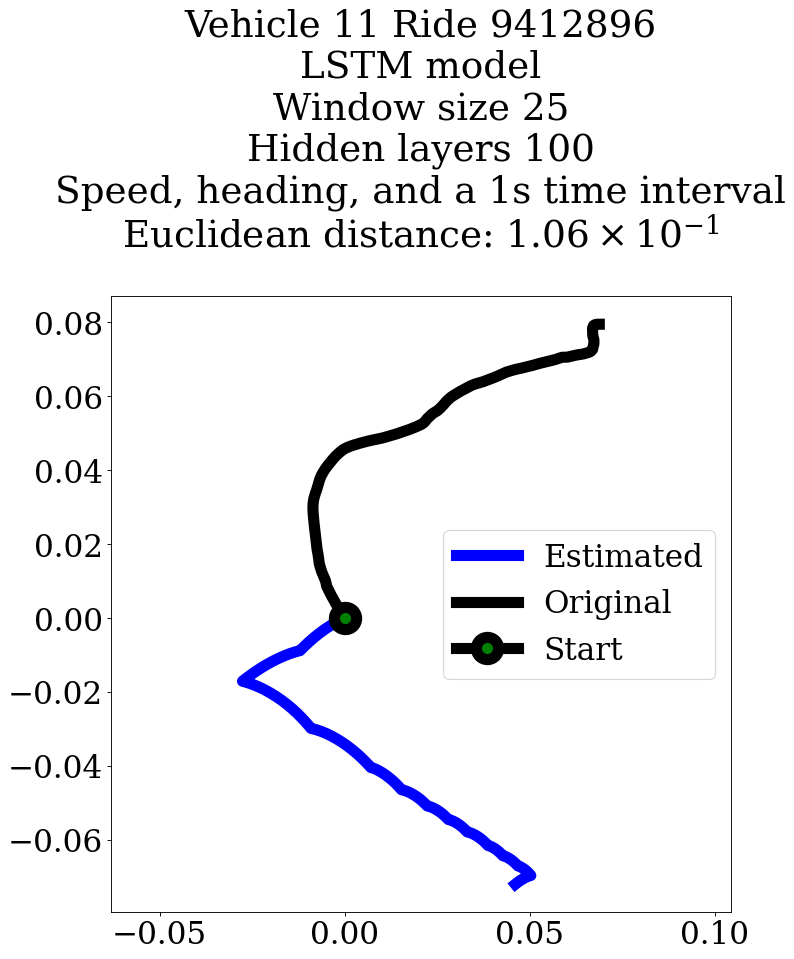 Vehicle 11 Ride 9412896
LSTM model
Window size 25
Hidden layers 100
Speed, heading, and a 1s time interval
Euclidean distance: 1.06 × 10⁻¹
0.08
0.06
0.04
0.02
0.00
−0.02
−0.04
−0.06
Estimated
Original
Start
−0.05 0.00 0.05 0.10